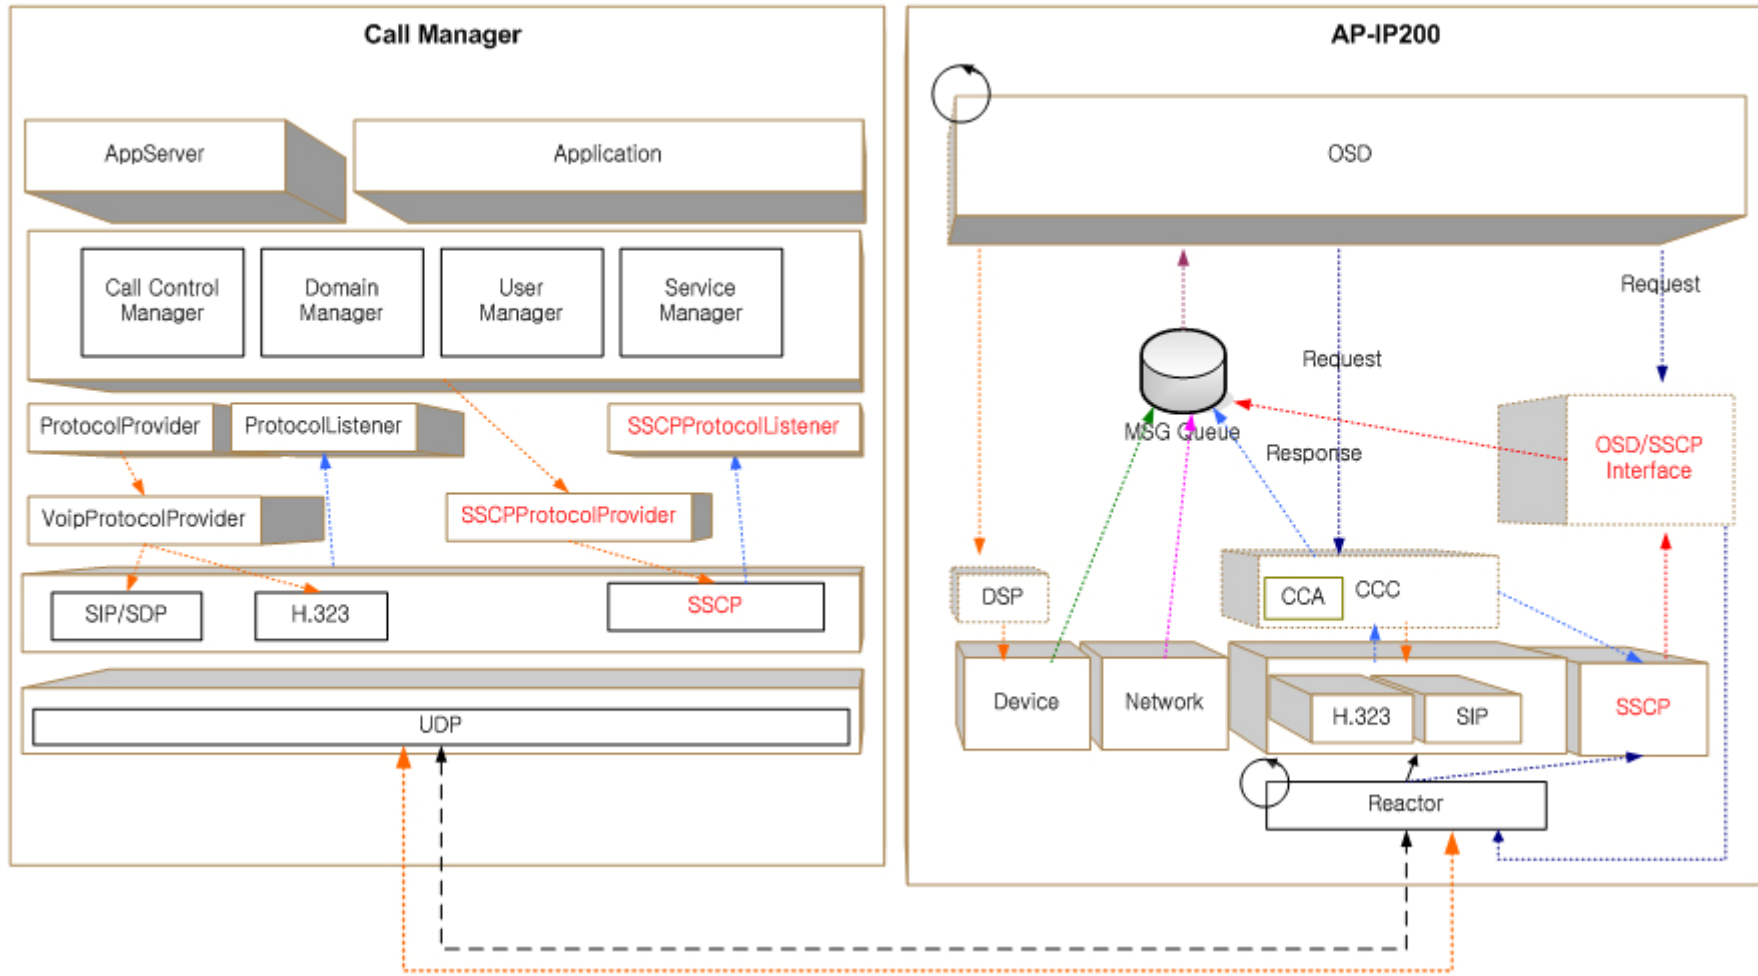 Call Manager
AppServer
Application
Call Control
Manager
Domain
Manager
User
Manager
Service
Manager
ProtocolProvider
ProtocolListener
SSCPProtocolListener
VoipProtocolProvider
SSCPProtocolProvider
SIP/SDP
H.323
SSCP
UDP
AP-IP200
OSD
Request
Request
MSG Queue
Response
OSD/SSCP
Interface
DSP
CCA
CCC
Device
Network
H.323
SIP
SSCP
Reactor